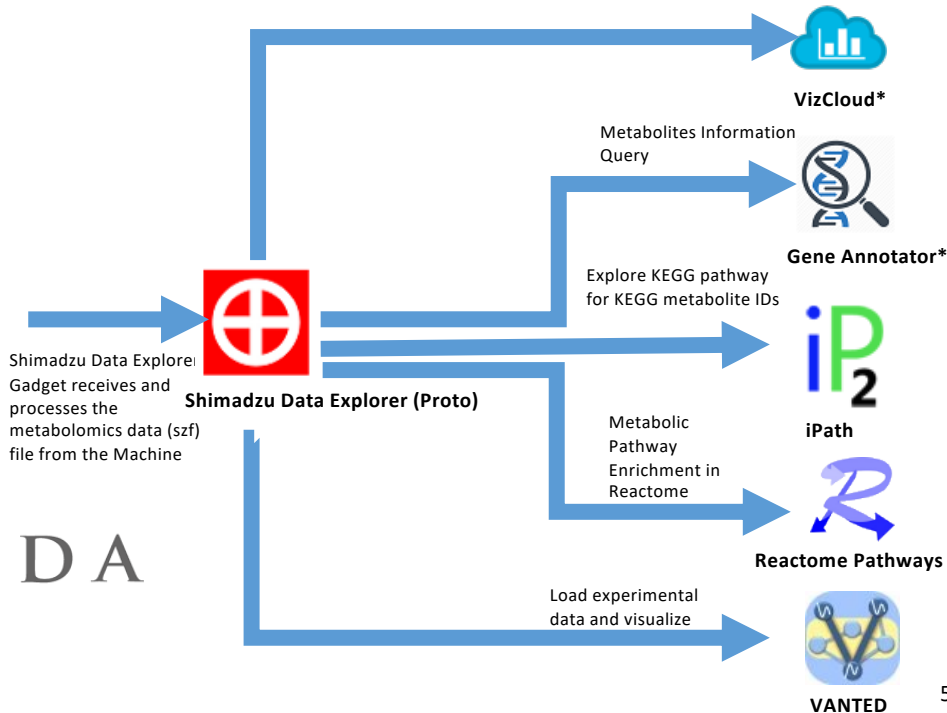 VizCloud*
Metabolites Information
Query
Gene Annotator*
Explore KEGG pathway
for KEGG metabolite IDs
iP2
iPath
Shimadzu Data Explorer
Gadget receives and
processes the
metabolomics data (szf)
file from the Machine
Shimadzu Data Explorer (Proto)
Metabolic
Pathway
Enrichment in
Reactome
R
Reactome Pathways
D A
Load experimental
data and visualize
VANTED
5